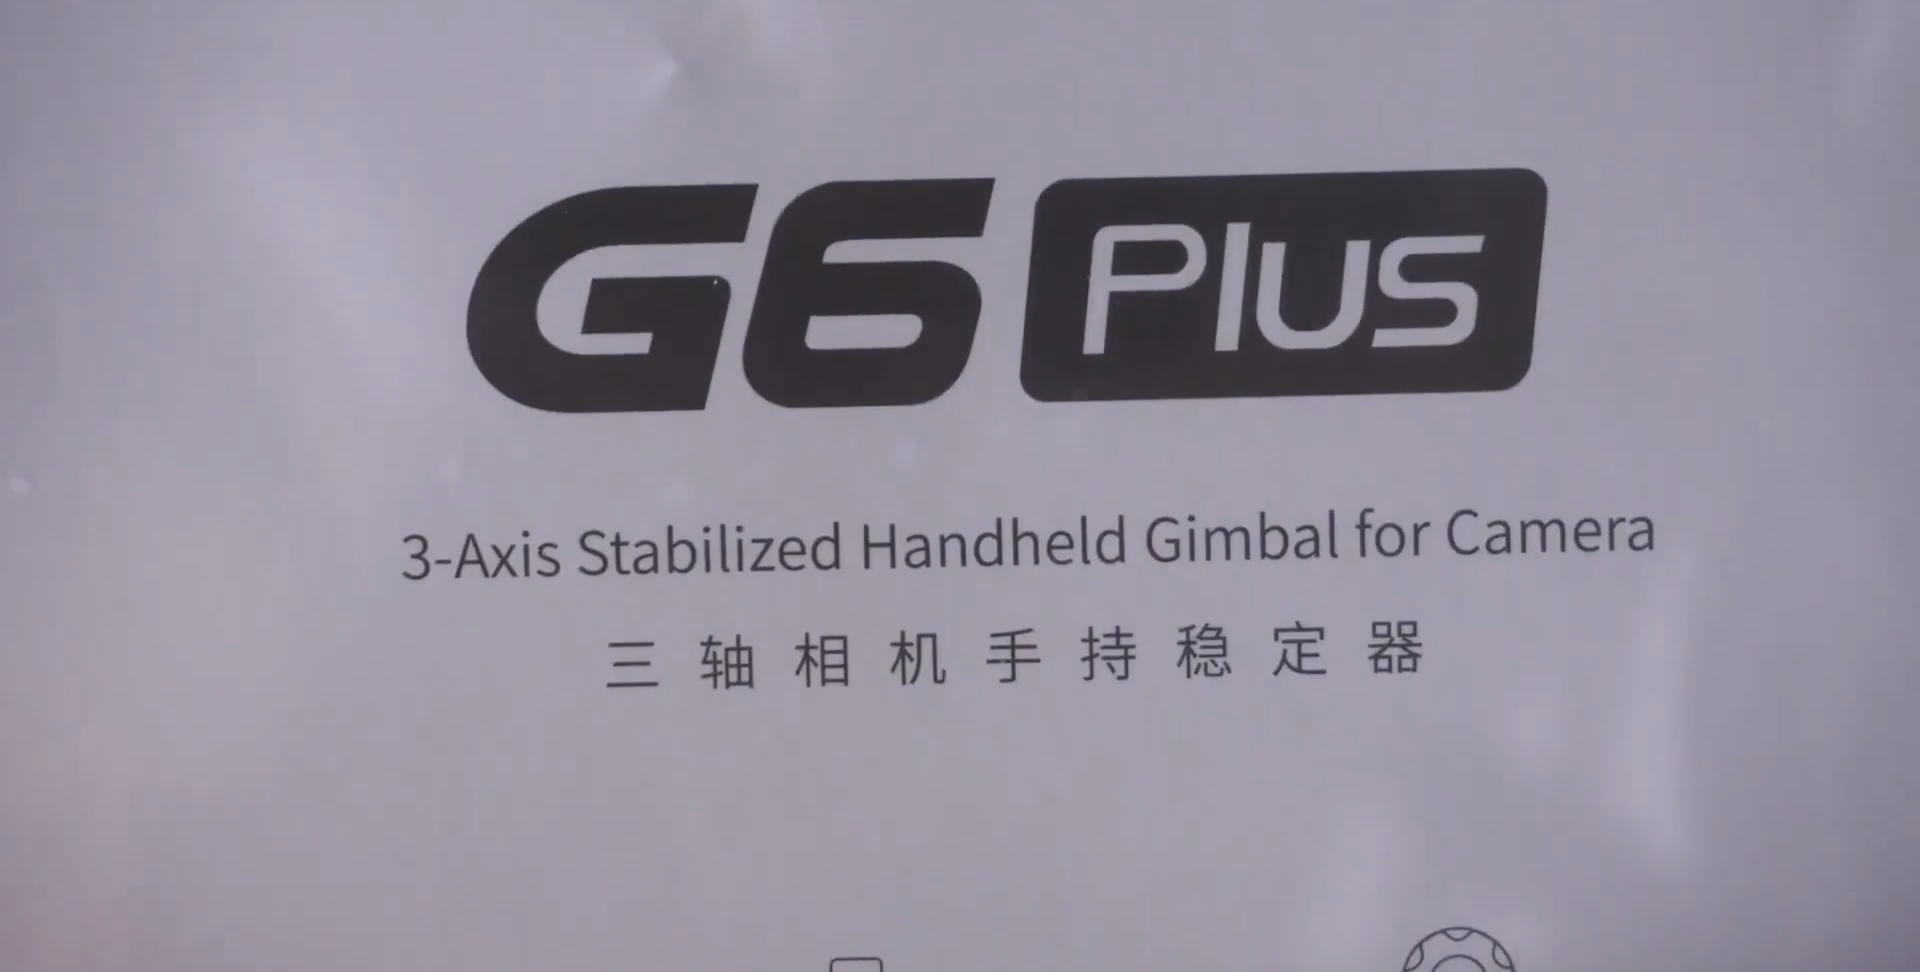 G6 Plus
3-Axis Stabilized Handheld Gimbal for Camera
三轴相机手持稳定器